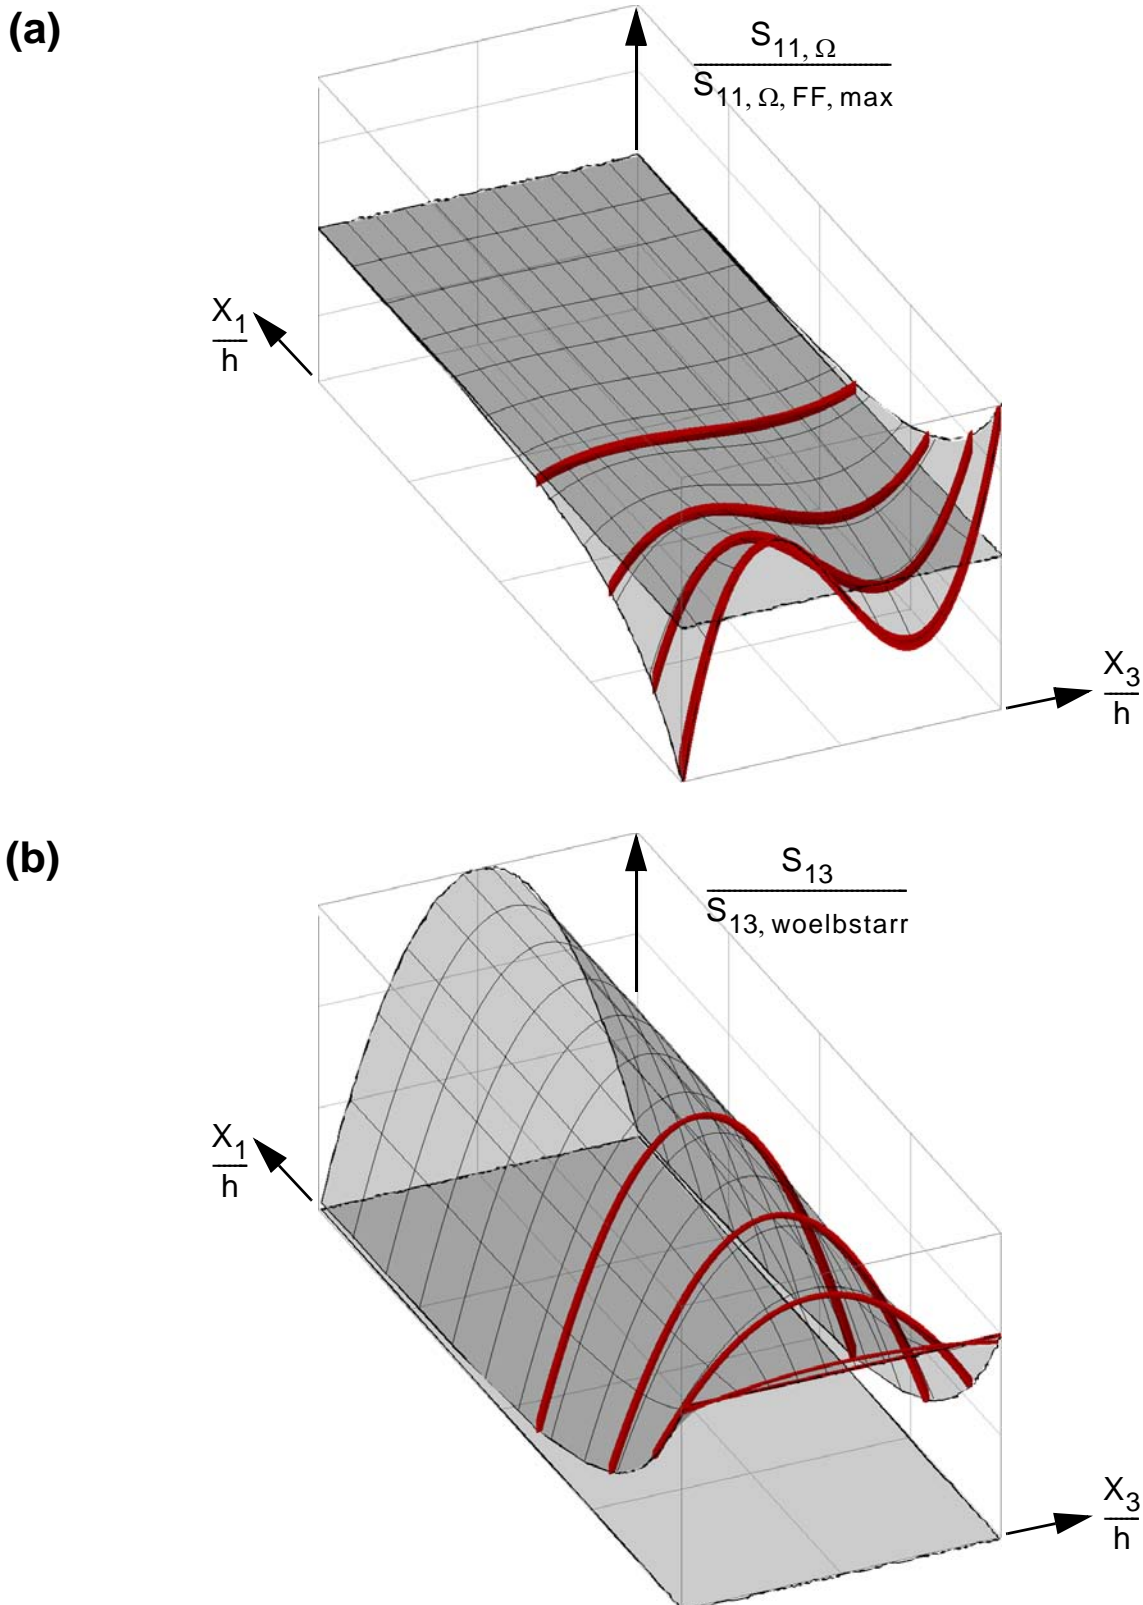 (a)
S11, Ω
S11, Ω, FF, max
X1
h
X3
h
(b)
S13
S13, woelbstarr
X1
h
X3
h